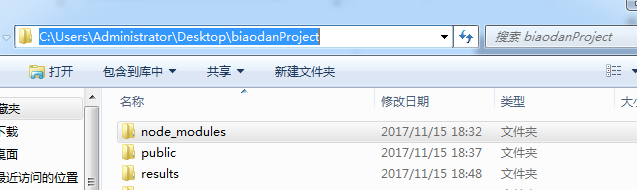 C:\Users\Administrator\Desktop\biaodanProject
搜索 biaodanProject
打开 包含到库中 共享 新建文件夹
藏夹 名称 修改日期 类型 大小
下载 node_modules 2017/11/15 18:32 文件夹
桌面 public 2017/11/15 18:37 文件夹
最近访问的位置 results 2017/11/15 18:48 文件夹